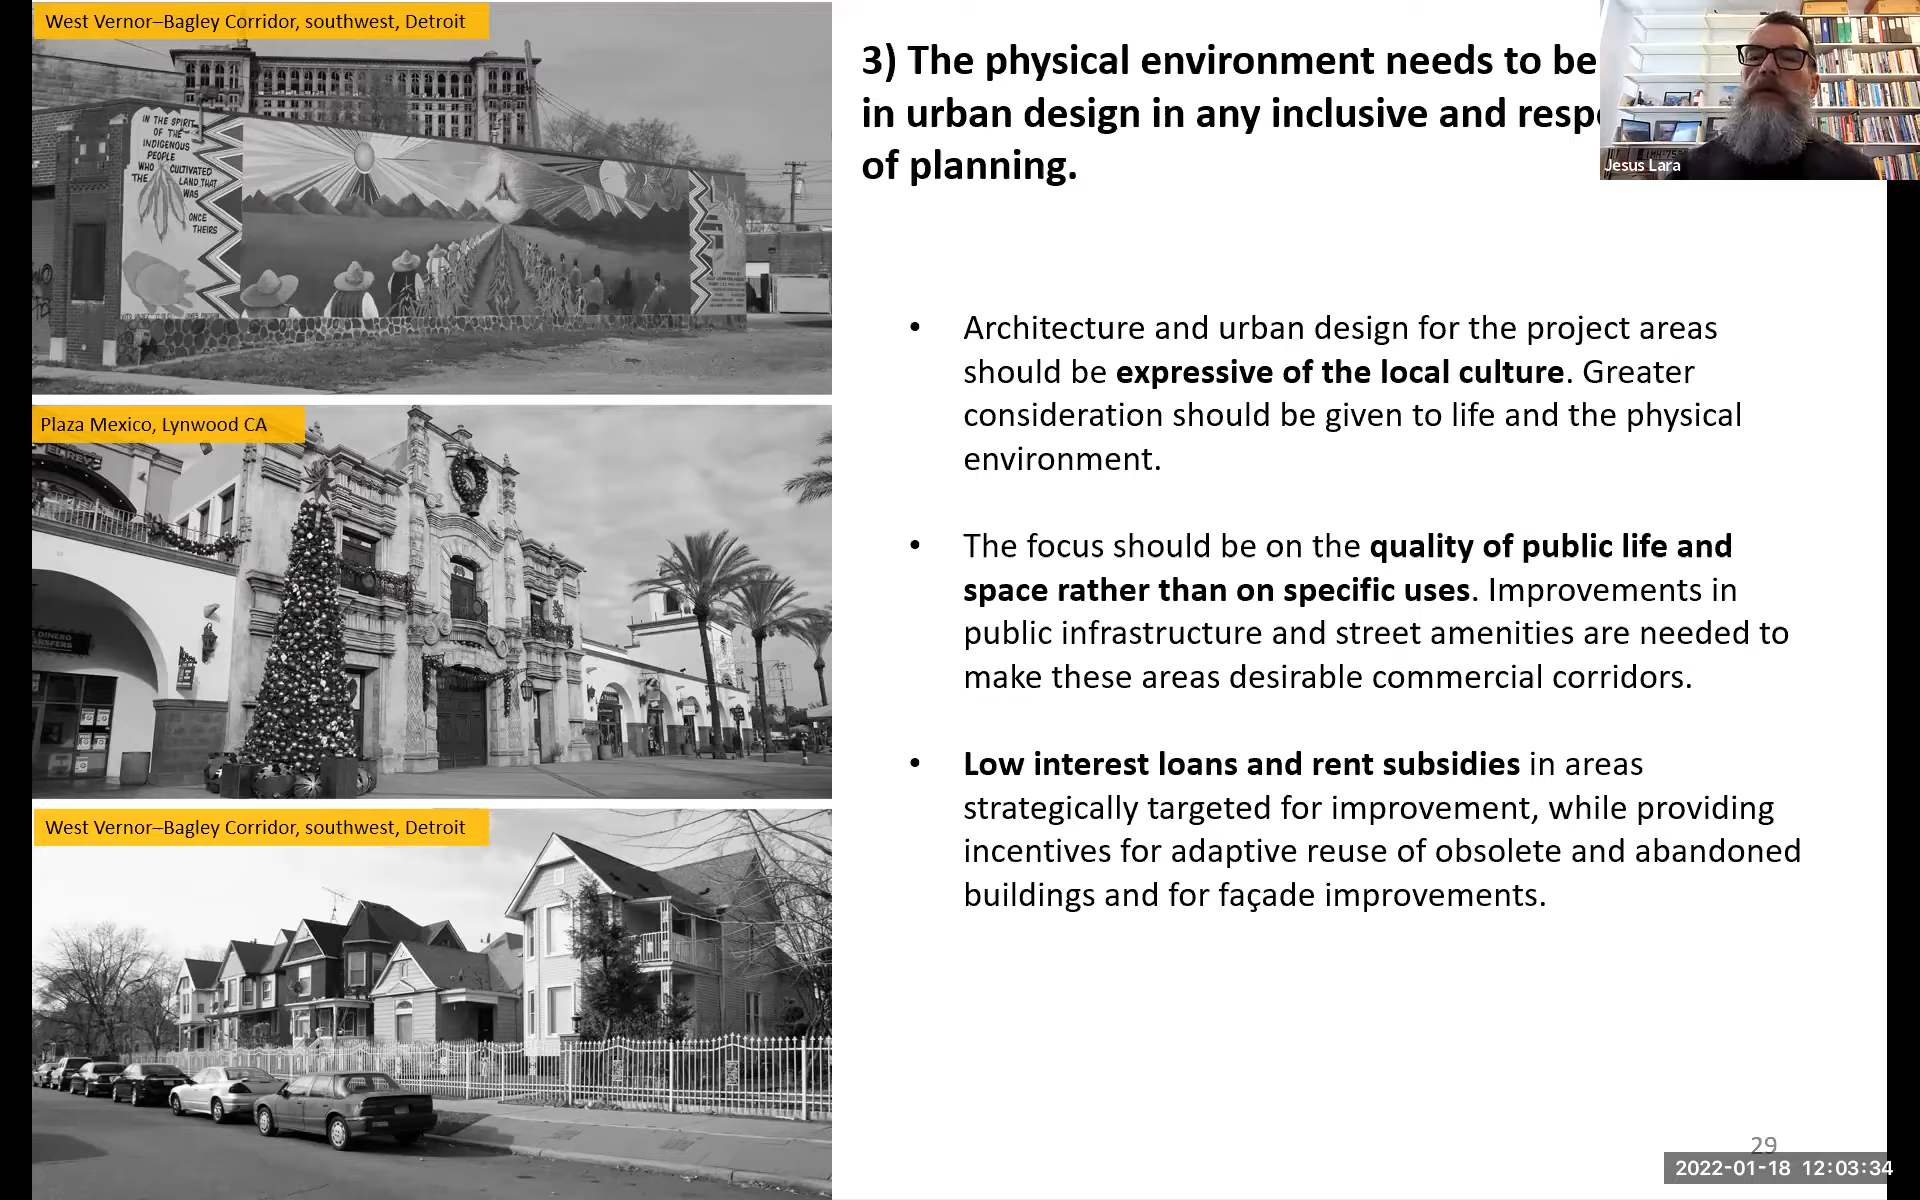 West Vernor–Bagley Corridor, southwest, Detroit
IN THE SPIRIT
OF THE
INDIGENOUS
PEOPLE
WHO CULTIVATED
THE LAND THAT
WAS
ONCE
THEIRS
Plaza Mexico, Lynwood CA
EL REY'S
DINERO
West Vernor–Bagley Corridor, southwest, Detroit
3) The physical environment needs to be
in urban design in any inclusive and resp
of planning.
Jesus Lara
• Architecture and urban design for the project areas
should be expressive of the local culture. Greater
consideration should be given to life and the physical
environment.
• The focus should be on the quality of public life and
space rather than on specific uses. Improvements in
public infrastructure and street amenities are needed to
make these areas desirable commercial corridors.
• Low interest loans and rent subsidies in areas
strategically targeted for improvement, while providing
incentives for adaptive reuse of obsolete and abandoned
buildings and for façade improvements.
29
2022-01-18 12:03:34